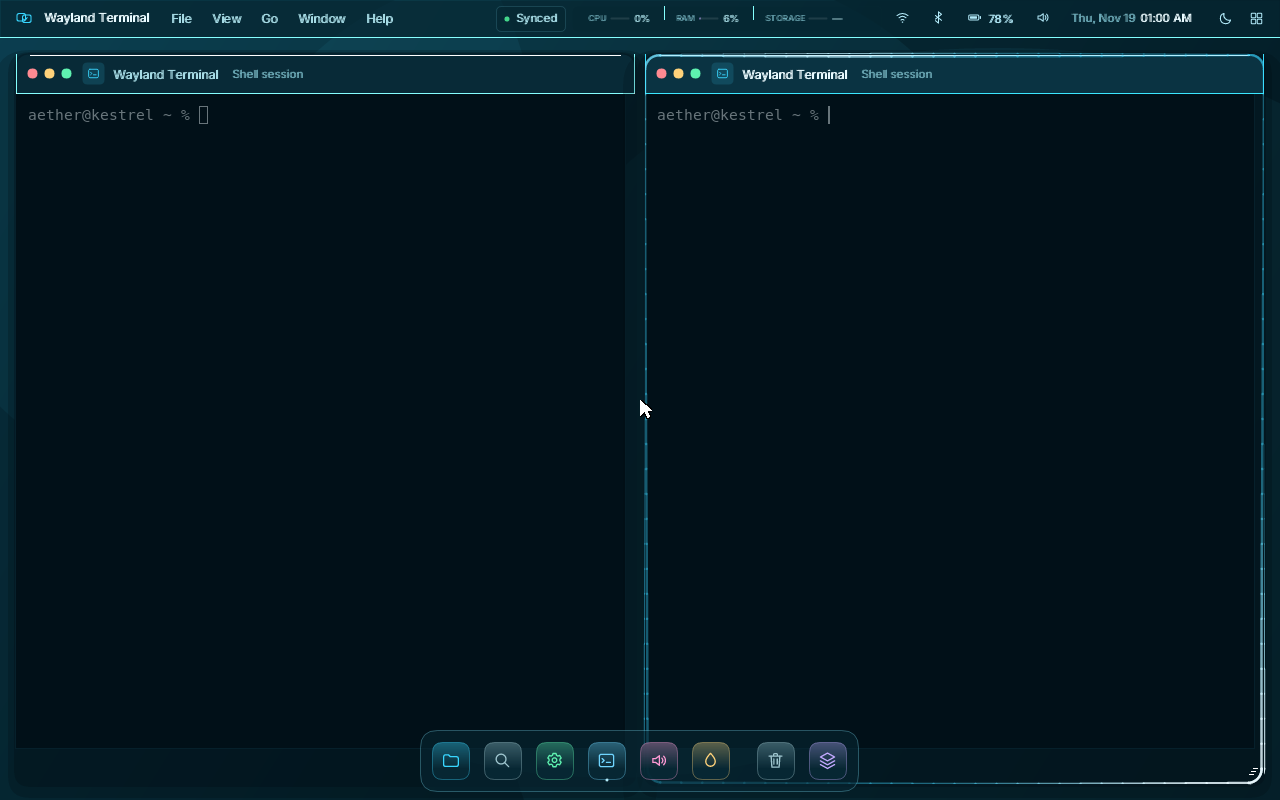 Wayland Terminal File View Go Window Help Synced CPU 0% RAM 6% STORAGE — 78% Thu, Nov 19 01:00 AM
Wayland Terminal Shell session
aether@kestrel ~ %
Wayland Terminal Shell session
aether@kestrel ~ %